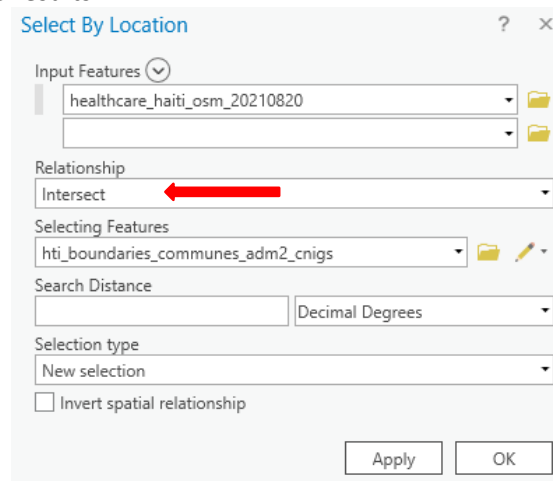 Select By Location ? ×
Input Features
healthcare_haiti_osm_20210820
Relationship
Intersect
Selecting Features
hti_boundaries_communes_adm2_cnigs
Search Distance
Decimal Degrees
Selection type
New selection
Invert spatial relationship
Apply OK